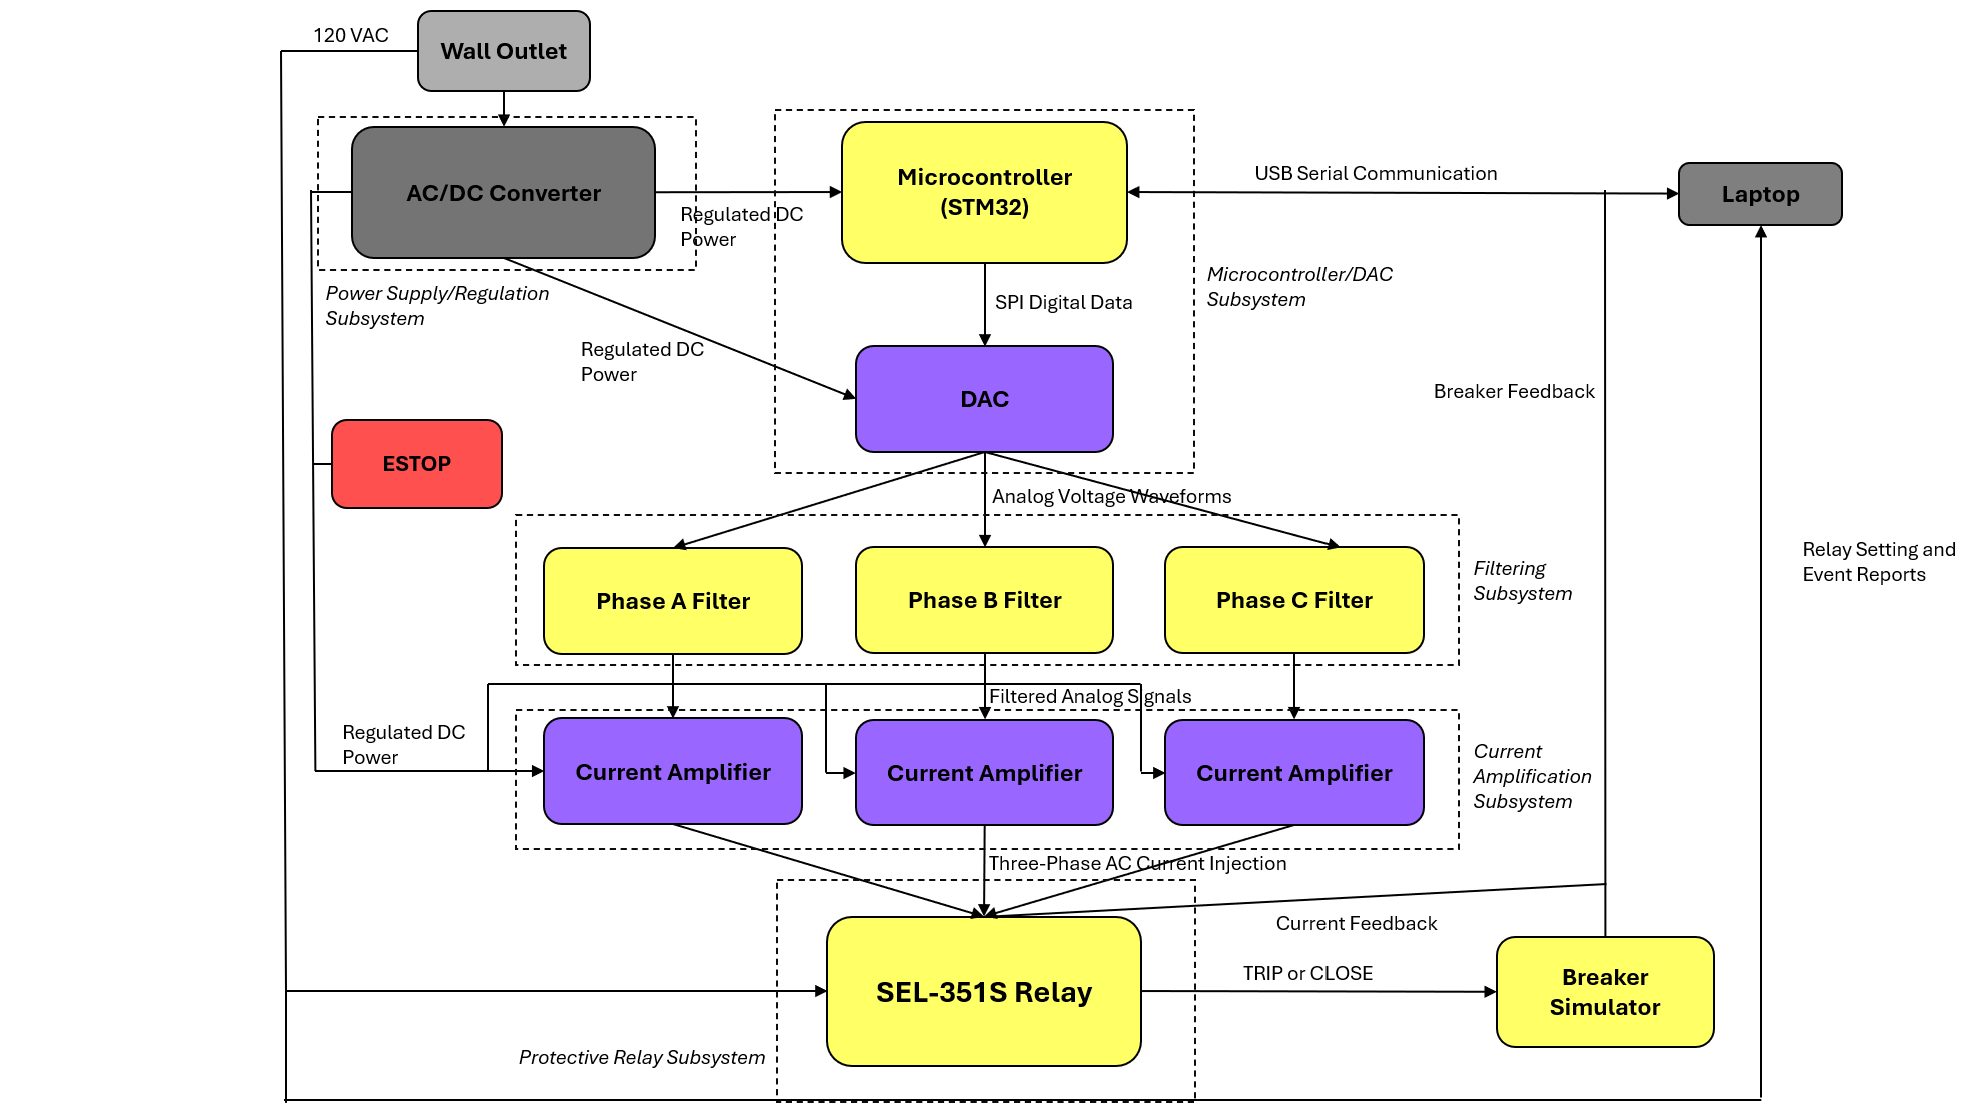 120 VAC
Wall Outlet
AC/DC Converter
Regulated DC
Power
Microcontroller
(STM32)
USB Serial Communication
Laptop
Power Supply/Regulation
Subsystem
SPI Digital Data
Microcontroller/DAC
Subsystem
Regulated DC
Power
DAC
Breaker Feedback
ESTOP
Analog Voltage Waveforms
Phase A Filter
Phase B Filter
Phase C Filter
Filtering
Subsystem
Relay Setting and
Event Reports
Filtered Analog Signals
Regulated DC
Power
Current Amplifier
Current Amplifier
Current Amplifier
Current
Amplification
Subsystem
Three-Phase AC Current Injection
Current Feedback
SEL-351S Relay
TRIP or CLOSE
Breaker
Simulator
Protective Relay Subsystem